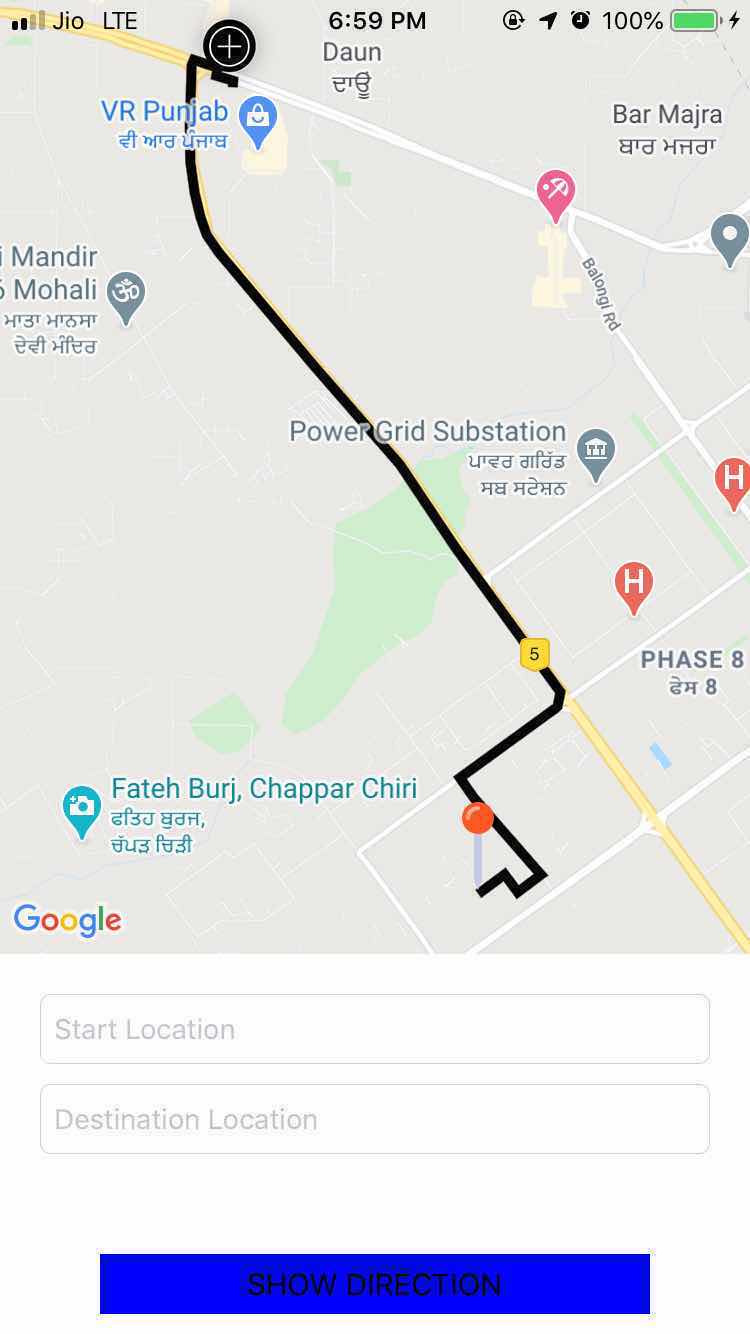 Jio LTE 6:59 PM 100%
Daun
ਦਾਊਂ
VR Punjab
ਵੀ ਆਰ ਪੰਜਾਬ
Bar Majra
ਬਾਰ ਮਜਰਾ
i Mandir
6 Mohali
ਮਾਤਾ ਮਾਨਸਾ
ਦੇਵੀ ਮੰਦਿਰ
Balongi Rd
Power Grid Substation
ਪਾਵਰ ਗਰਿੱਡ
ਸਬ ਸਟੇਸ਼ਨ
H
H
5
PHASE 8
ਫੇਸ 8
Fateh Burj, Chappar Chiri
ਫਤਿਹ ਬੁਰਜ,
ਚੱਪੜ ਚਿੜੀ
Google
Start Location
Destination Location
SHOW DIRECTION